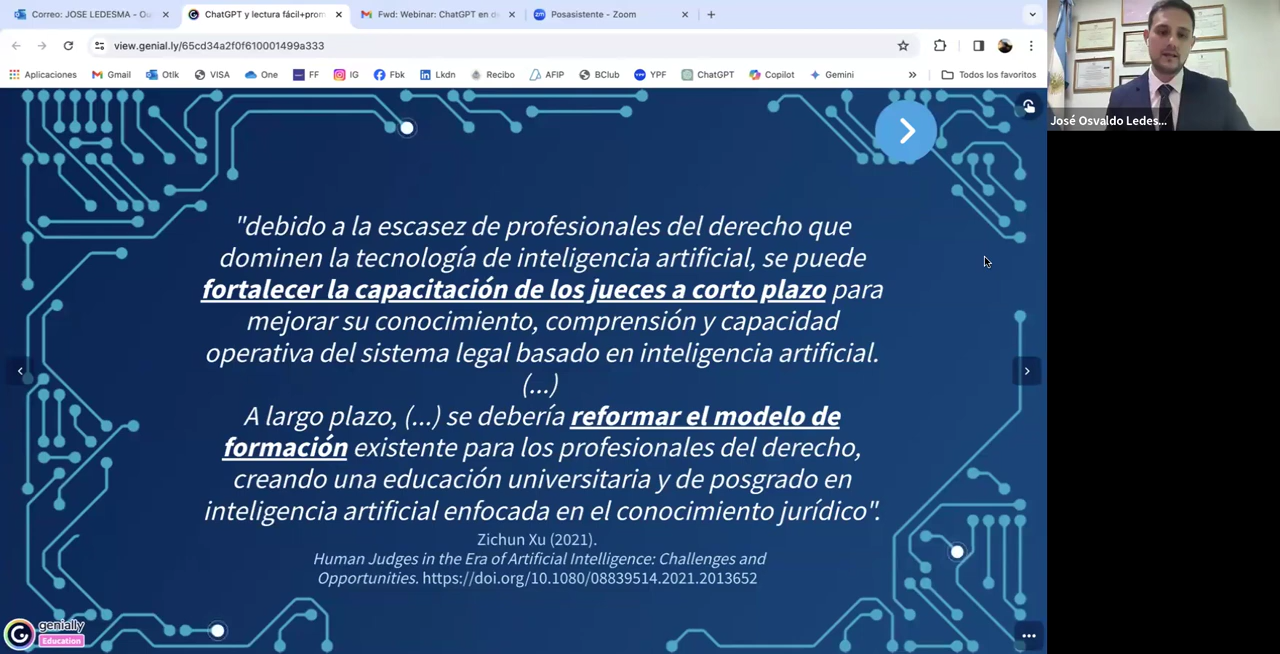 Correo: JOSE LEDESMA - Ou
ChatGPT y lectura fácil+prom
Fwd: Webinar: ChatGPT en d
Posasistente - Zoom
view.genial.ly/65cd34a2f0f610001499a333
Aplicaciones
Gmail
Otlk
VISA
One
FF
IG
Fbk
Lkdn
Recibo
AFIP
BClub
YPF
ChatGPT
Copilot
Gemini
»
Todos los favoritos
José Osvaldo Ledes...
"debido a la escasez de profesionales del derecho que
dominen la tecnología de inteligencia artificial, se puede
fortalecer la capacitación de los jueces a corto plazo para
mejorar su conocimiento, comprensión y capacidad
operativa del sistema legal basado en inteligencia artificial.
(...)
A largo plazo, (...) se debería reformar el modelo de
formación existente para los profesionales del derecho,
creando una educación universitaria y de posgrado en
inteligencia artificial enfocada en el conocimiento jurídico".
Zichun Xu (2021).
Human Judges in the Era of Artificial Intelligence: Challenges and
Opportunities. https://doi.org/10.1080/08839514.2021.2013652
genially
Education